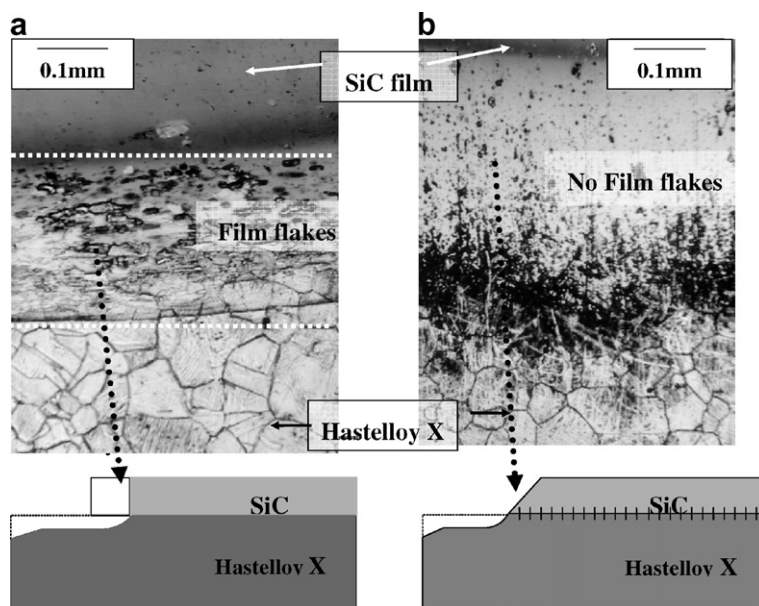 a
b
0.1mm
SiC film
0.1mm
No Film flakes
Film flakes
Hastelloy X
SiC
SiC
Hastelloy X
Hastelloy X